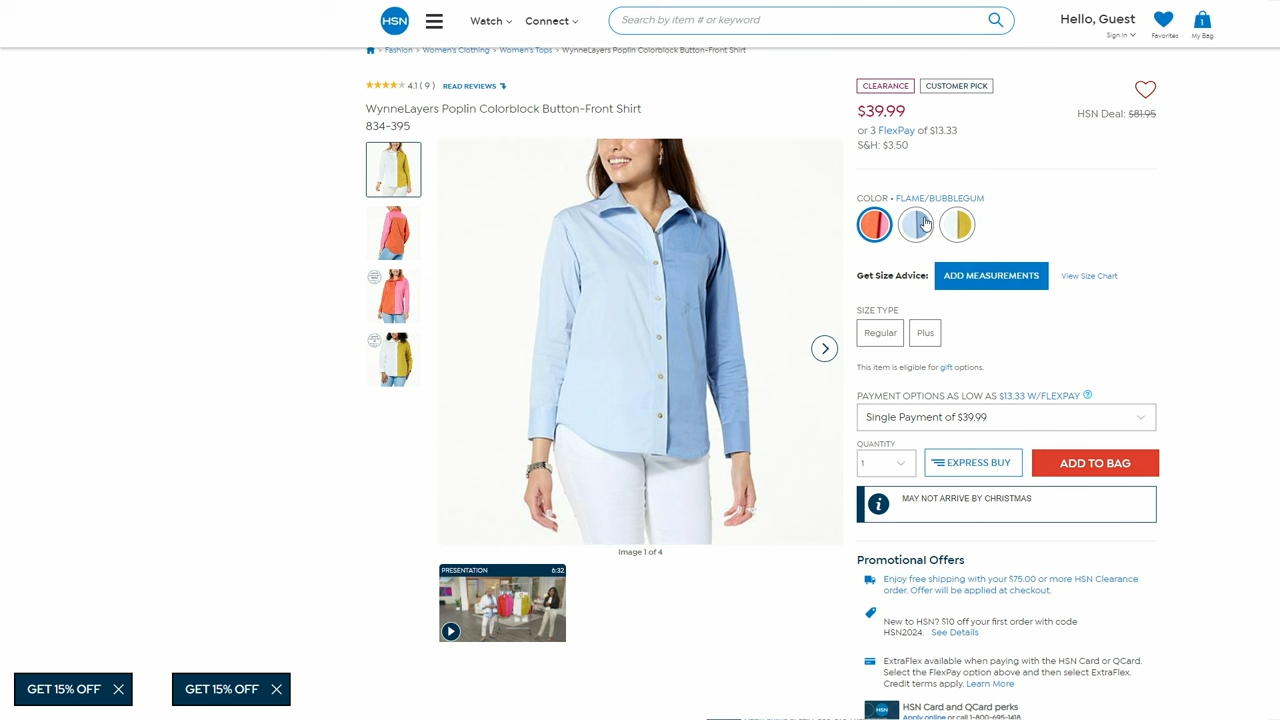 HSN
Watch
Connect
Search by item # or keyword
Hello, Guest
Sign In
Favorites
1
My Bag
> Fashion > Women's Clothing > Women's Tops > WynneLayers Poplin Colorblock Button-Front Shirt
4.1 ( 9 ) READ REVIEWS
WynneLayers Poplin Colorblock Button-Front Shirt
834-395
Image 1 of 4
PRESENTATION 6:32
CLEARANCE
CUSTOMER PICK
$39.99
HSN Deal: $81.95
or 3 FlexPay of $13.33
S&H: $3.50
COLOR • FLAME/BUBBLEGUM
Get Size Advice: ADD MEASUREMENTS View Size Chart
SIZE TYPE
Regular
Plus
This item is eligible for gift options.
PAYMENT OPTIONS AS LOW AS $13.33 W/FLEXPAY
Single Payment of $39.99
QUANTITY
1
EXPRESS BUY
ADD TO BAG
MAY NOT ARRIVE BY CHRISTMAS
Promotional Offers
Enjoy free shipping with your $75.00 or more HSN Clearance
order. Offer will be applied at checkout.
New to HSN? $10 off your first order with code
HSN2024. See Details
ExtraFlex available when paying with the HSN Card or QCard.
Select the FlexPay option above and then select ExtraFlex.
Credit terms apply. Learn More
HSN
HSN Card and QCard perks
Apply online or call 1-800-695-1418
GET 15% OFF
GET 15% OFF